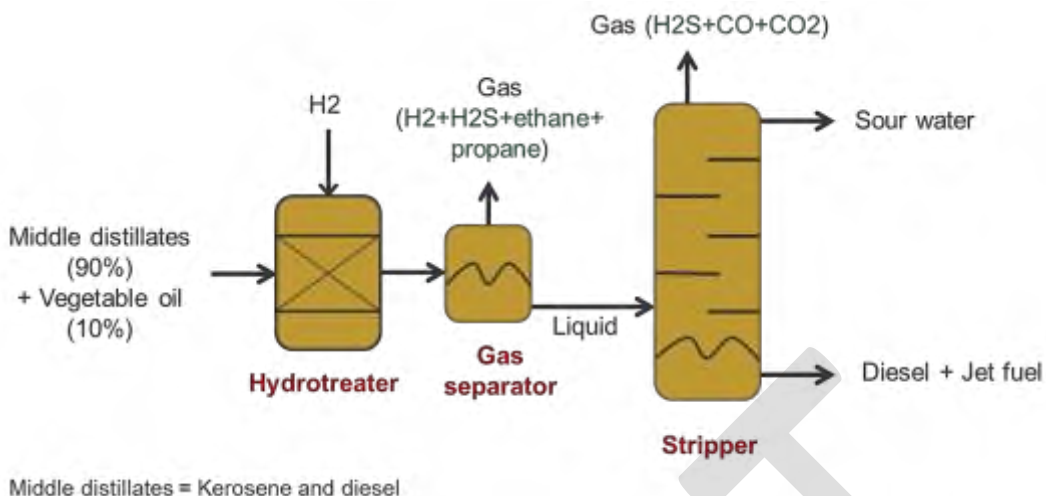 Gas (H2S+CO+CO2)
Gas
(H2+H2S+ethane+
propane)
H2
Sour water
Middle distillates
(90%)
+ Vegetable oil
(10%)
Liquid
Gas
separator
Hydrotreater
Diesel + Jet fuel
Stripper
Middle distillates = Kerosene and diesel